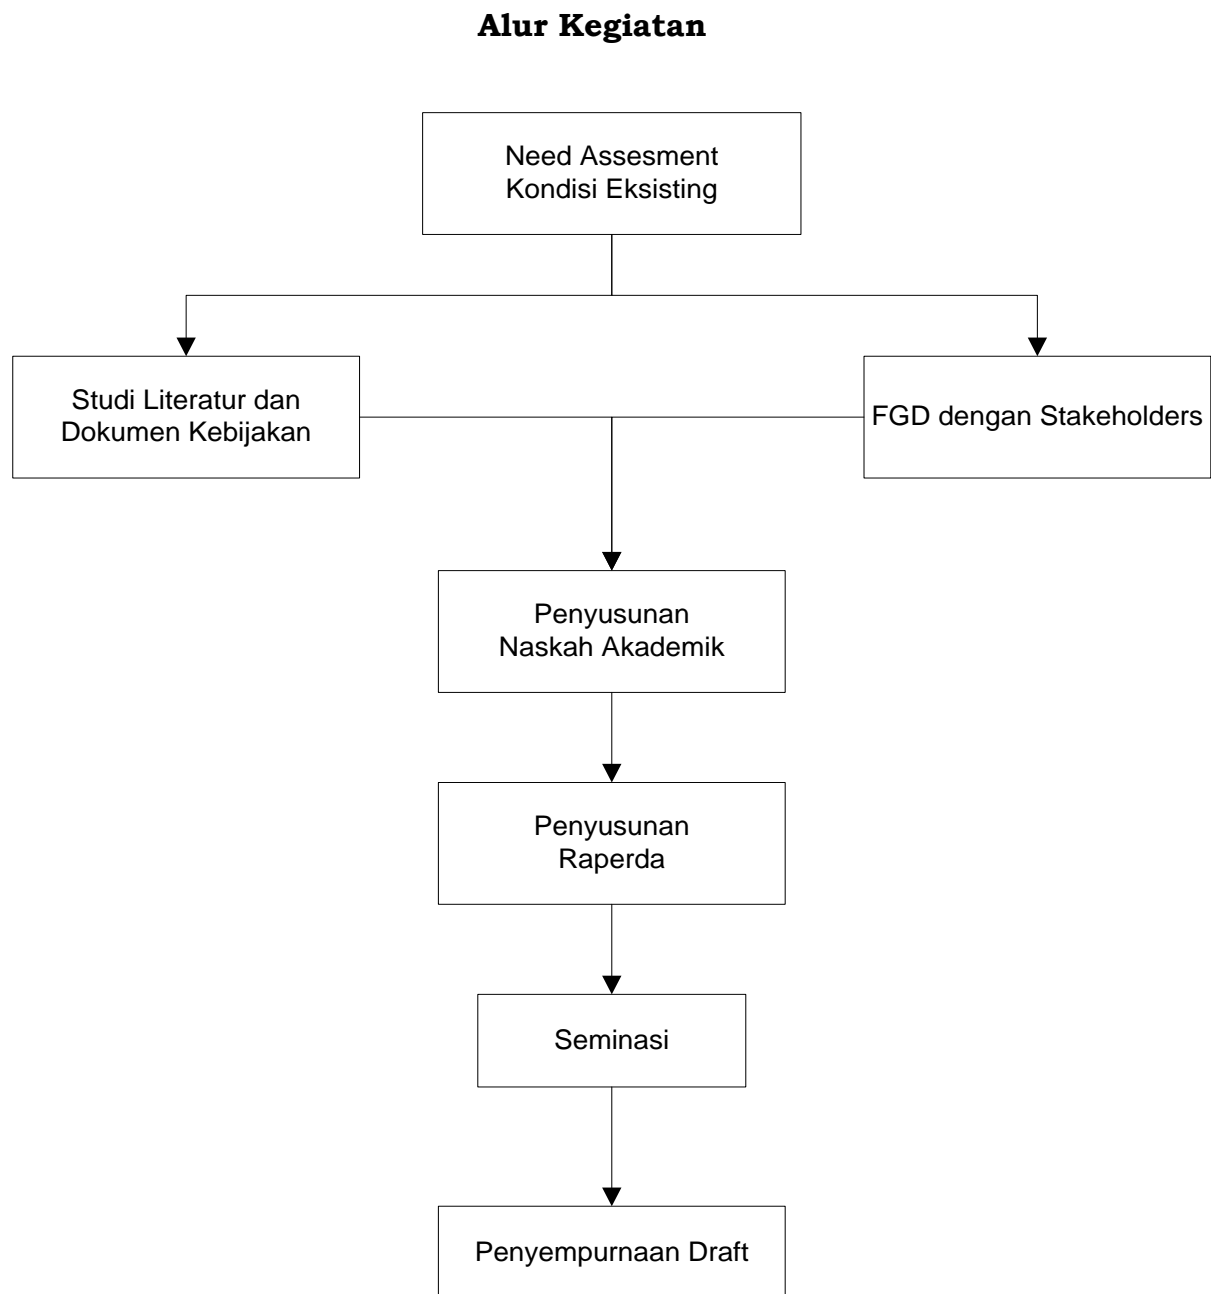 Alur Kegiatan
Need Assesment
Kondisi Eksisting
Studi Literatur dan
Dokumen Kebijakan
FGD dengan Stakeholders
Penyusunan
Naskah Akademik
Penyusunan
Raperda
Seminasi
Penyempurnaan Draft